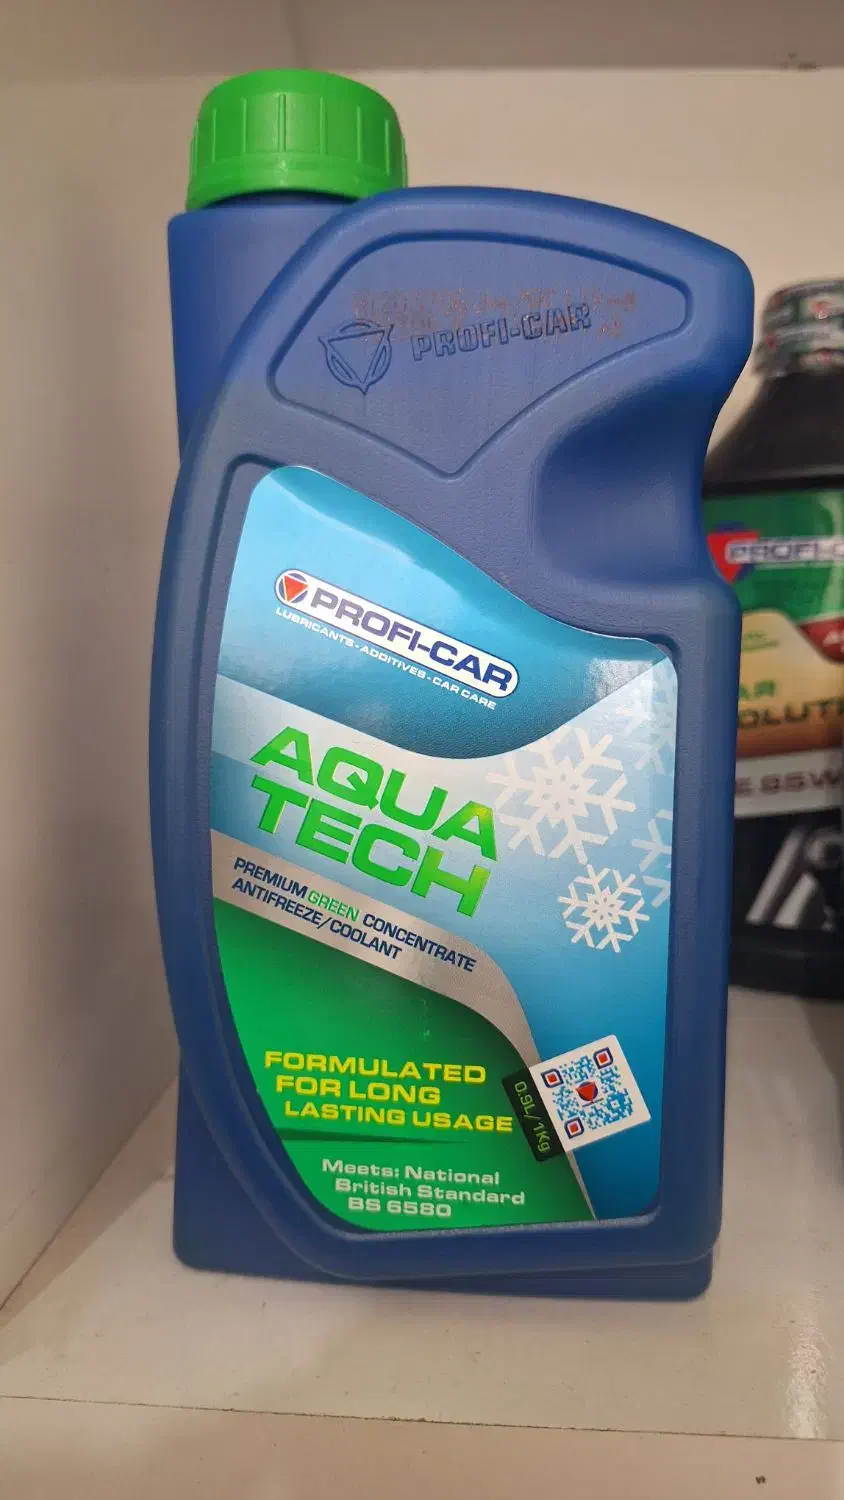 PROFI-CAR
PROFI-CAR
LUBRICANTS - ADDITIVES - CAR CARE
AQUA
TECH
PREMIUM GREEN CONCENTRATE
ANTIFREEZE/COOLANT
FORMULATED
FOR LONG
LASTING USAGE
0.9L/1Kg
Meets: National
British Standard
BS 6580